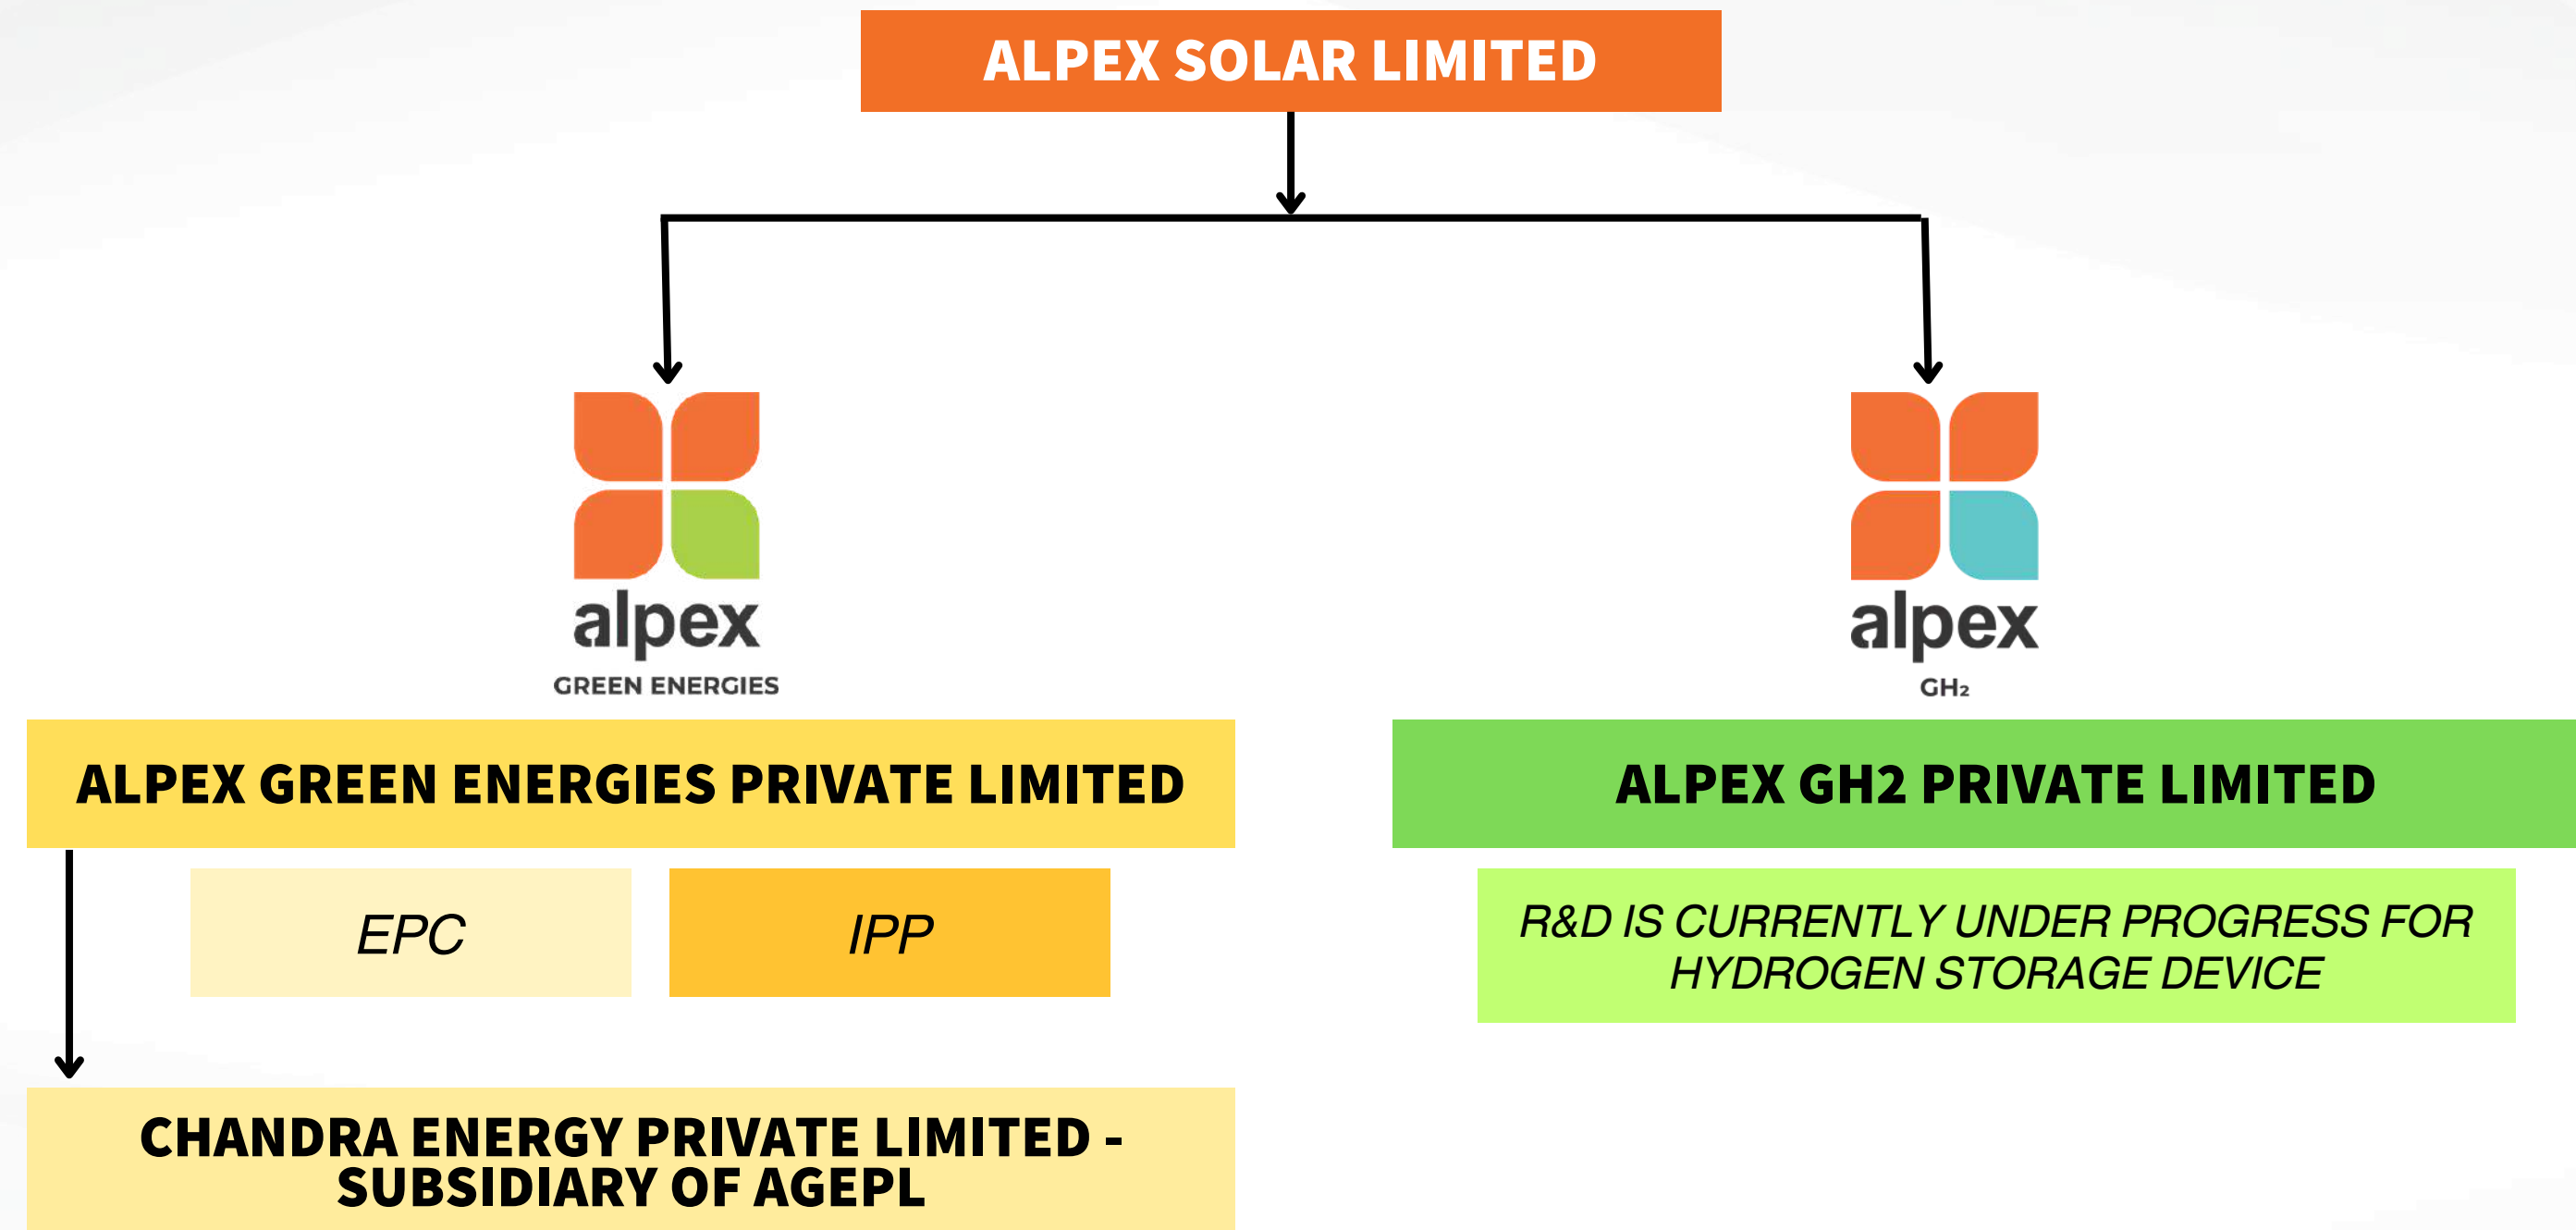 ALPEX SOLAR LIMITED
alpex
GREEN ENERGIES
alpex
GH₂
ALPEX GREEN ENERGIES PRIVATE LIMITED
ALPEX GH2 PRIVATE LIMITED
EPC
IPP
R&D IS CURRENTLY UNDER PROGRESS FOR
HYDROGEN STORAGE DEVICE
CHANDRA ENERGY PRIVATE LIMITED -
SUBSIDIARY OF AGEPL